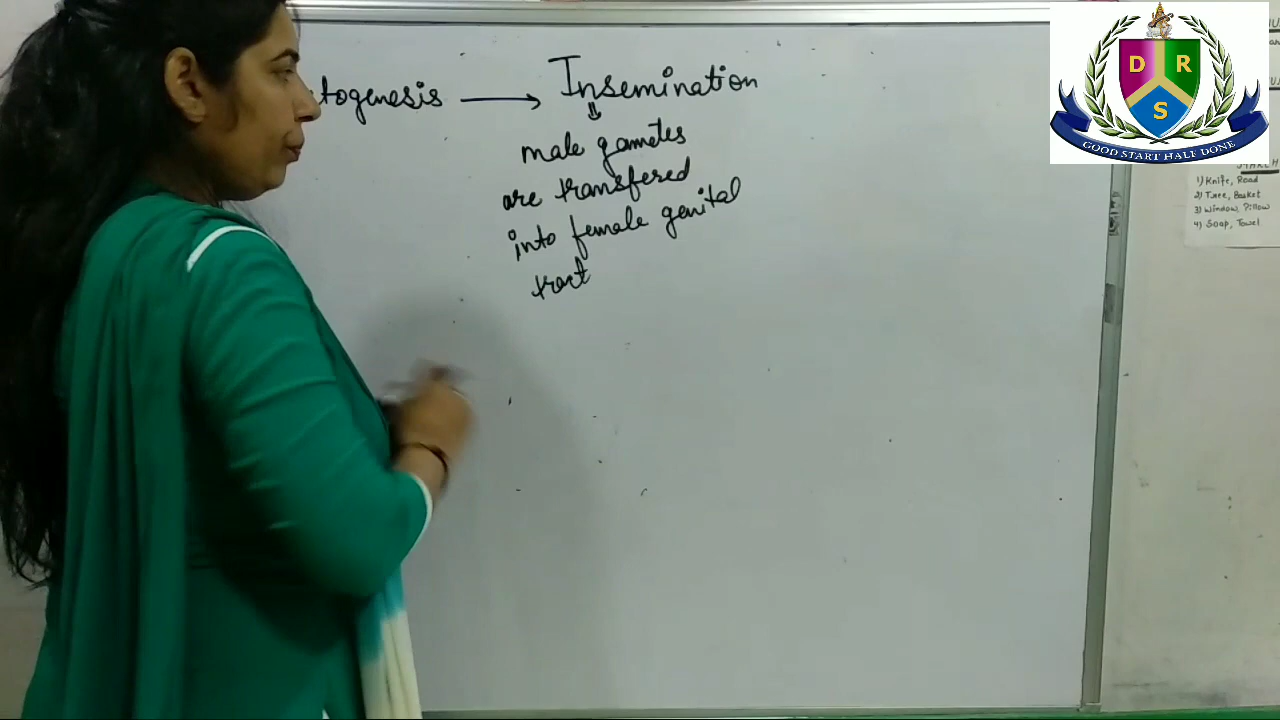 togenesis → Insemination
male gametes
are transfered
into female genital
tract
D R
S
GOOD START HALF DONE
MARCH
1) Knife, Road
2) Tree, Basket
3) Window, Pillow
4) Soap, Towel